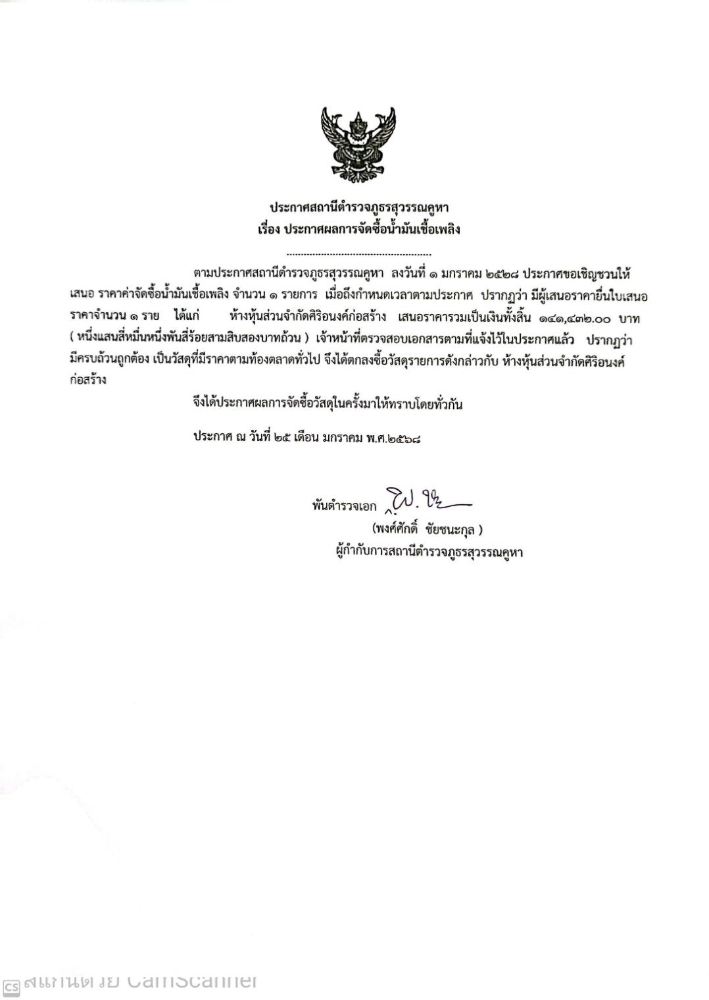 ประกาศสถานีตำรวจภูธรสุวรรณคูหา
เรื่อง ประกาศผลการจัดซื้อน้ำมันเชื้อเพลิง
....................................................
ตามประกาศสถานีตำรวจภูธรสุวรรณคูหา ลงวันที่ ๑ มกราคม ๒๕๒๘ ประกาศขอเชิญชวนให้
เสนอ ราคาค่าจัดซื้อน้ำมันเชื้อเพลิง จำนวน ๑ รายการ เมื่อถึงกำหนดเวลาตามประกาศ ปรากฏว่า มีผู้เสนอราคายื่นใบเสนอ
ราคาจำนวน ๑ ราย ได้แก่ ห้างหุ้นส่วนจำกัดศิริอนงค์ก่อสร้าง เสนอราคารวมเป็นเงินทั้งสิ้น ๑๔๑,๔๓๒.๐๐ บาท
( หนึ่งแสนสี่หมื่นหนึ่งพันสี่ร้อยสามสิบสองบาทถ้วน ) เจ้าหน้าที่ตรวจสอบเอกสารตามที่แจ้งไว้ในประกาศแล้ว ปรากฏว่า
มีครบถ้วนถูกต้อง เป็นวัสดุที่มีราคาตามท้องตลาดทั่วไป จึงได้ตกลงซื้อวัสดุรายการดังกล่าวกับ ห้างหุ้นส่วนจำกัดศิริอนงค์
ก่อสร้าง
จึงได้ประกาศผลการจัดซื้อวัสดุในครั้งมาให้ทราบโดยทั่วกัน
ประกาศ ณ วันที่ ๒๕ เดือน มกราคม พ.ศ.๒๕๖๘
พันตำรวจเอก
(พงศ์ศักดิ์ ชัยชนะกุล )
ผู้กำกับการสถานีตำรวจภูธรสุวรรณคูหา
CS สแกนด้วย CamScanner